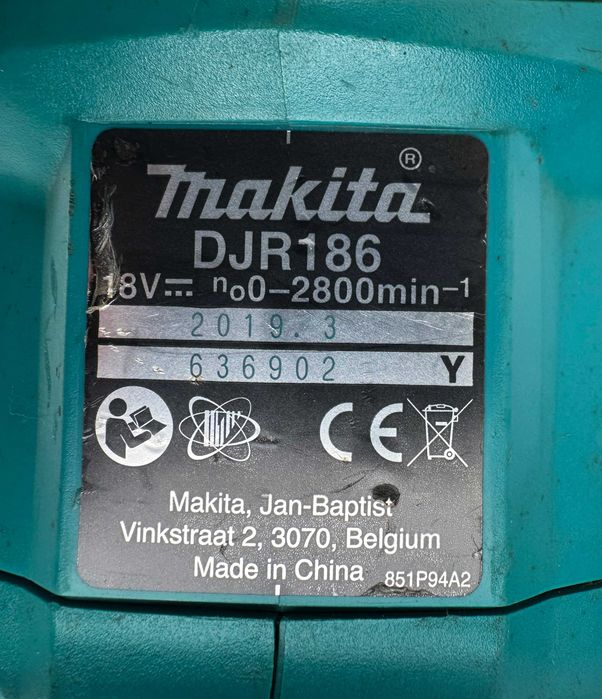 makita®
DJR186
18V⎓ no0–2800min-1
2019.3
636902 Y
CE
Makita, Jan-Baptist
Vinkstraat 2, 3070, Belgium
Made in China 851P94A2